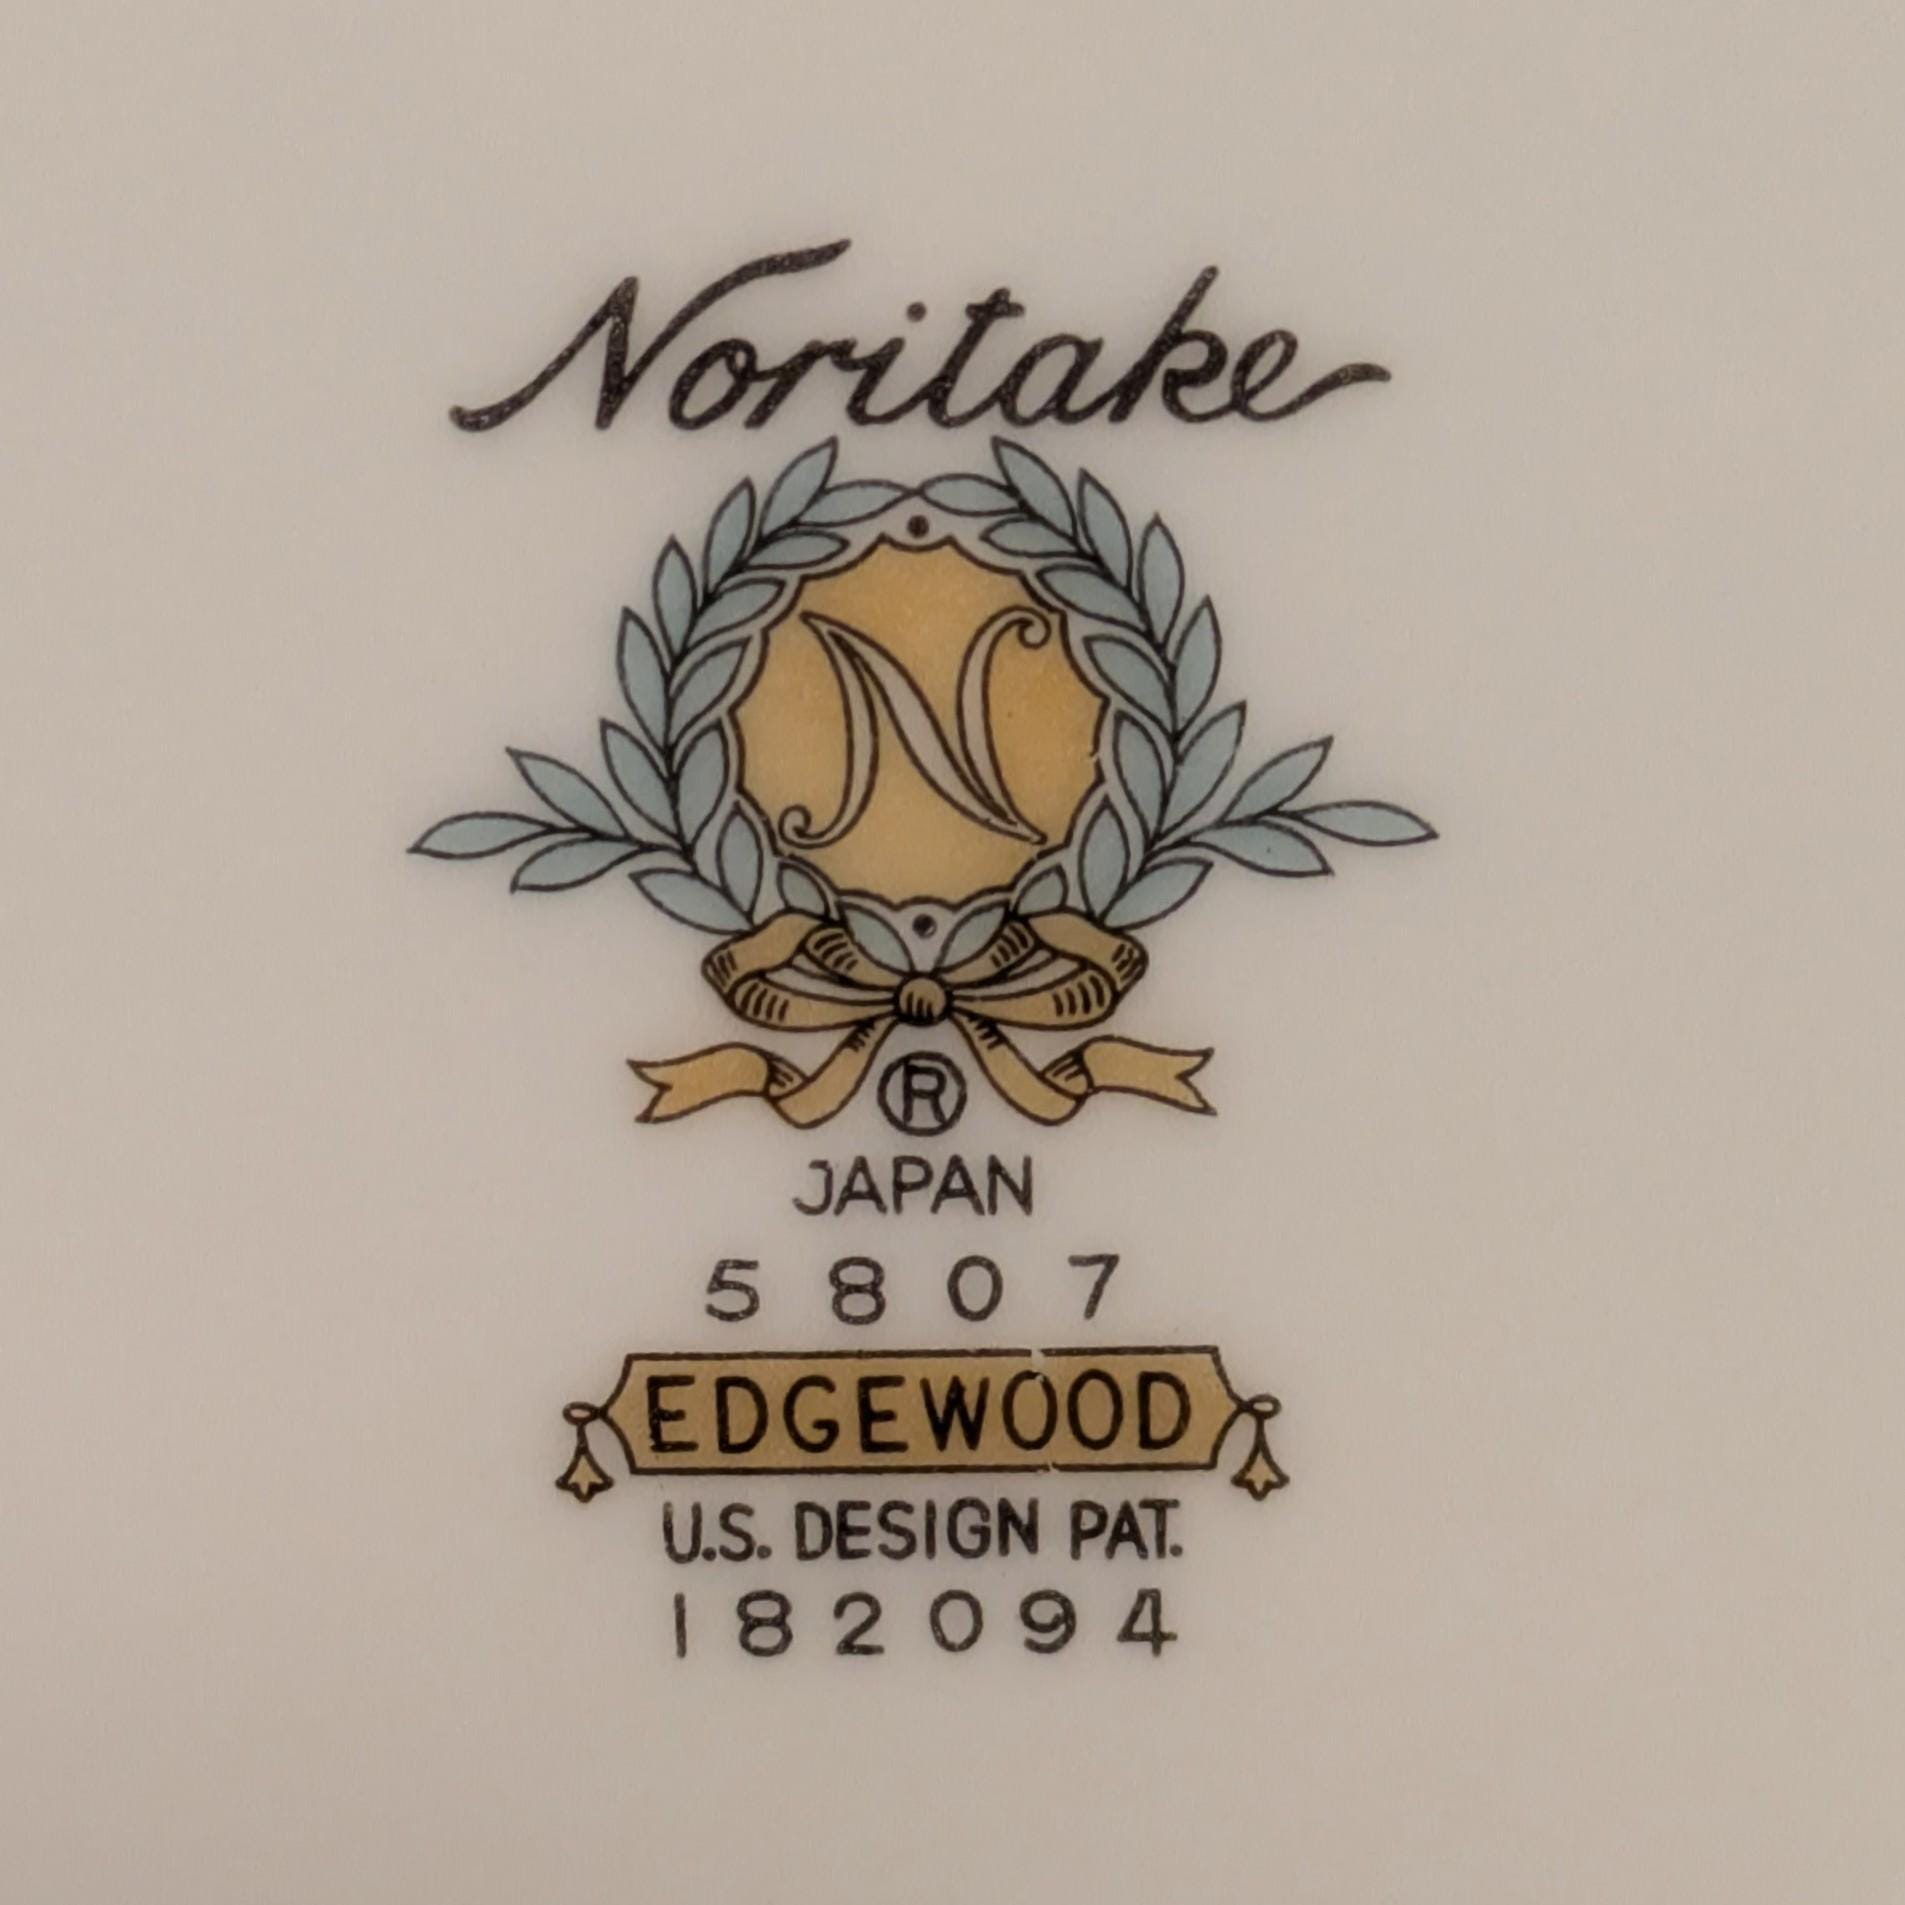 Noritake
N
®
JAPAN
5807
EDGEWOOD
U.S. DESIGN PAT.
182094